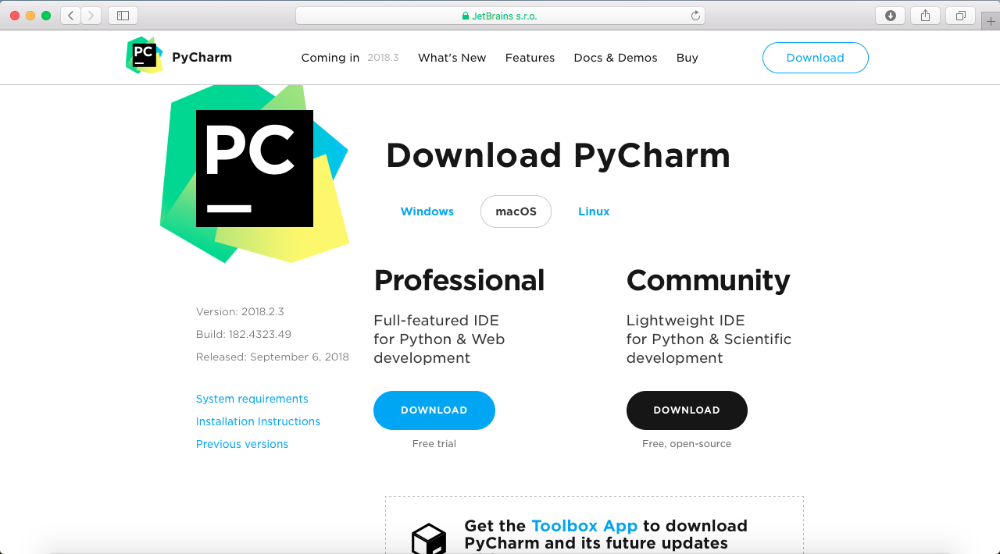 JetBrains s.r.o.
PC PyCharm Coming in 2018.3 What's New Features Docs & Demos Buy Download
PC
Download PyCharm
Windows macOS Linux
Professional
Full-featured IDE
for Python & Web
development
DOWNLOAD
Free trial
Community
Lightweight IDE
for Python & Scientific
development
DOWNLOAD
Free, open-source
Version: 2018.2.3
Build: 182.4323.49
Released: September 6, 2018
System requirements
Installation Instructions
Previous versions
Get the Toolbox App to download
PyCharm and its future updates